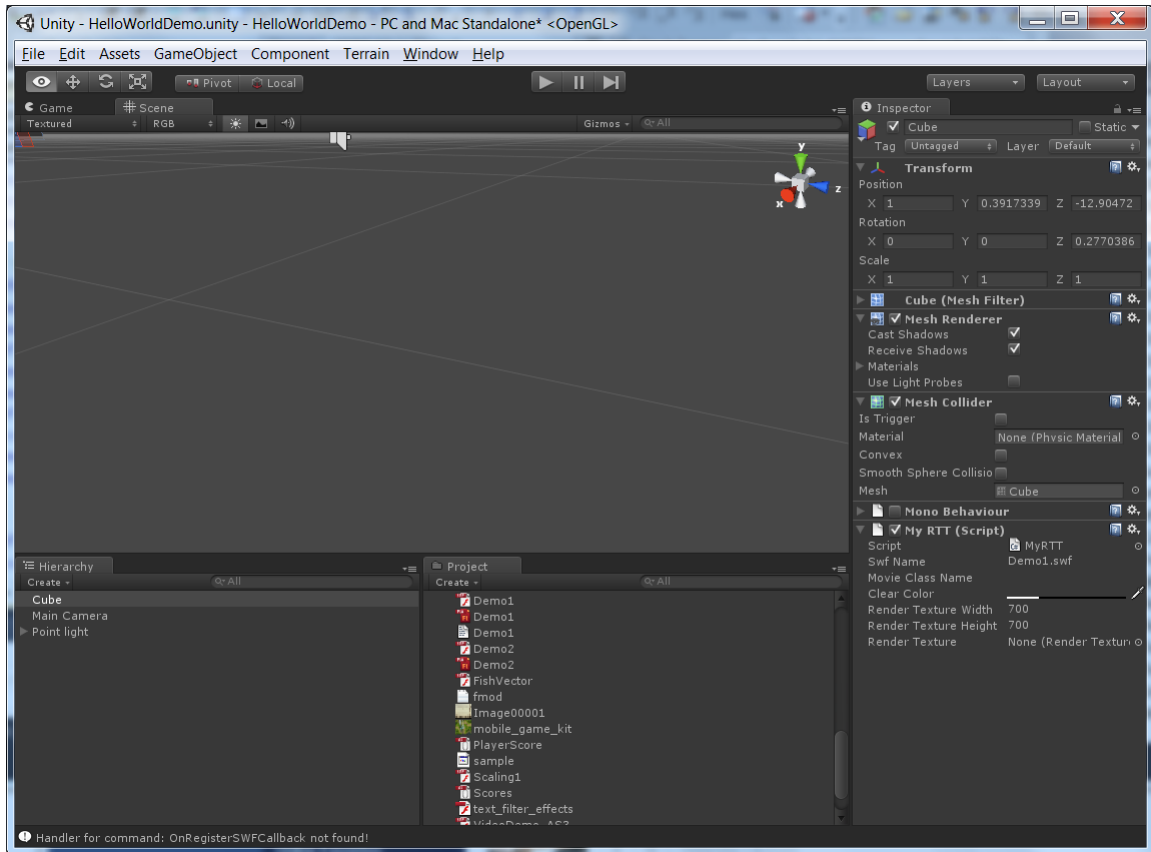 Unity - HelloWorldDemo.unity - HelloWorldDemo - PC and Mac Standalone* <OpenGL>
File Edit Assets GameObject Component Terrain Window Help
Pivot Local Layers Layout
Game Scene
Textured RGB Gizmos All
y
z
x
Inspector
Cube Static
Tag Untagged Layer Default
Transform
Position
X 1 Y 0.3917339 Z -12.90472
Rotation
X 0 Y 0 Z 0.2770386
Scale
X 1 Y 1 Z 1
Cube (Mesh Filter)
Mesh Renderer
Cast Shadows
Receive Shadows
Materials
Use Light Probes
Mesh Collider
Is Trigger
Material None (Physic Material
Convex
Smooth Sphere Collisio
Mesh Cube
Mono Behaviour
My RTT (Script)
Script MyRTT
Swf Name Demo1.swf
Movie Class Name
Clear Color
Render Texture Width 700
Render Texture Height 700
Render Texture None (Render Textur
Hierarchy
Create All
Cube
Main Camera
Point light
Project
Create All
Demo1
Demo1
Demo1
Demo2
Demo2
FishVector
fmod
Image00001
mobile_game_kit
PlayerScore
sample
Scaling1
Scores
text_filter_effects
VideoDemo_AS3
Handler for command: OnRegisterSWFCallback not found!